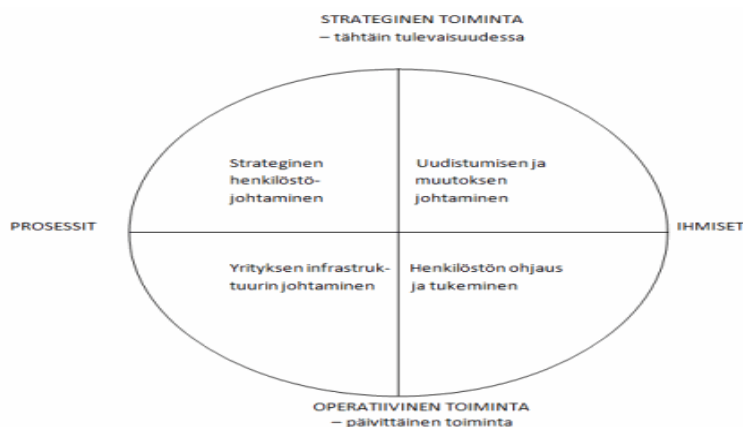 STRATEGINEN TOIMINTA
– tähtäin tulevaisuudessa
Strateginen
henkilöstö-
johtaminen
Uudistumisen ja
muutoksen
johtaminen
PROSESSIT
IHMISET
Yrityksen infrastruk-
tuurin johtaminen
Henkilöstön ohjaus
ja tukeminen
OPERATIIVINEN TOIMINTA
– päivittäinen toiminta